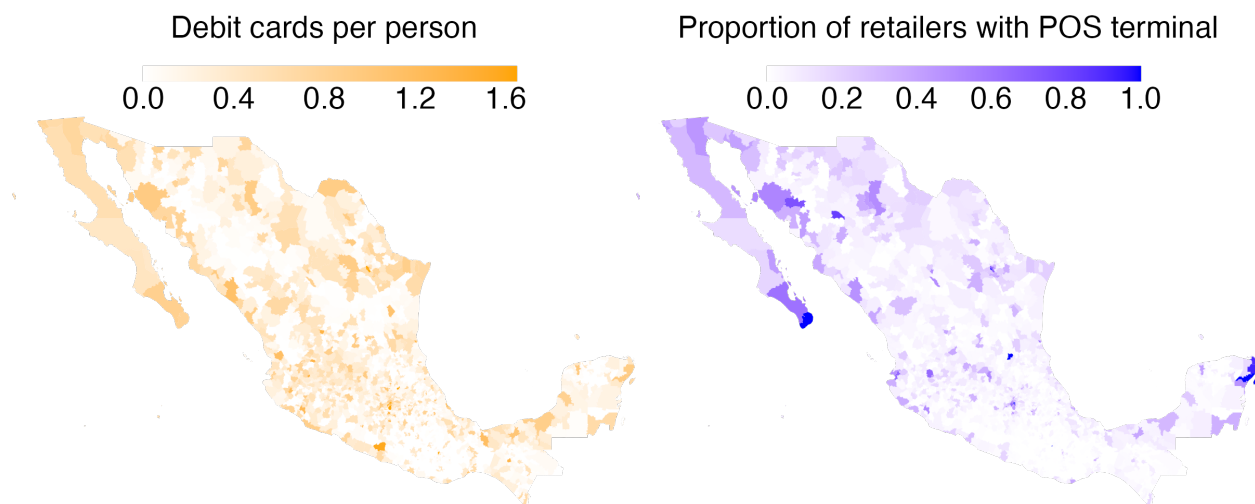 Debit cards per person
0.0 0.4 0.8 1.2 1.6
Proportion of retailers with POS terminal
0.0 0.2 0.4 0.6 0.8 1.0